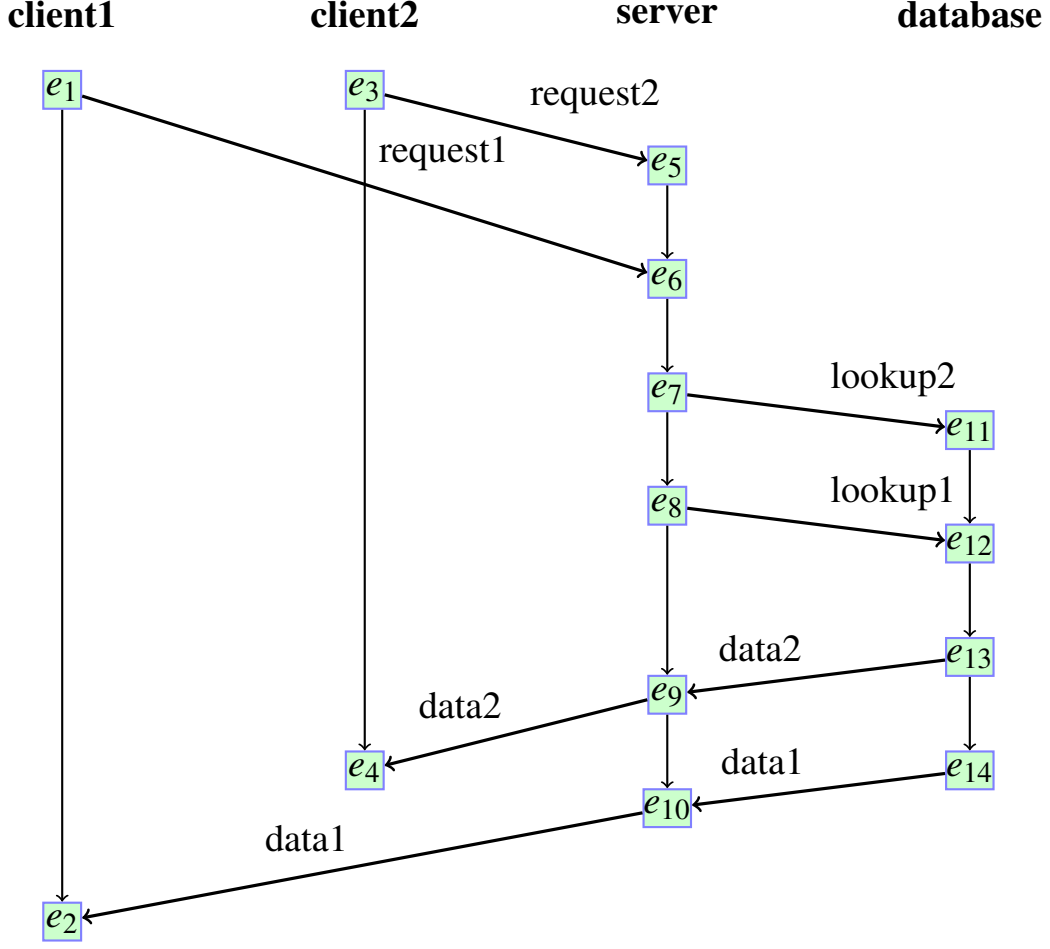 client1 client2 server database
e1 e3 request2
request1 e5
e6
lookup2
e7 e11
lookup1
e8 e12
data2 e13
data2 e9
e4 data1 e14
e10
data1
e2